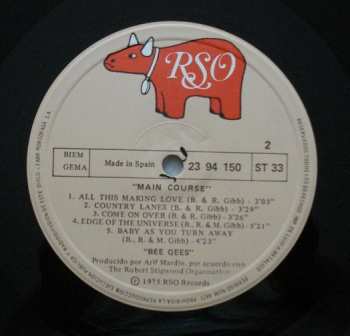 RSO
2
BIEM
GEMA
Made in Spain
23 94 150
ST 33
"MAIN COURSE"
1. ALL THIS MAKING LOVE (B. & R. Gibb) - 3'03"
2. COUNTRY LANES (B. & R. Gibb) - 3'29"
3. COME ON OVER (B. & R. Gibb) - 3'26"
4. EDGE OF THE UNIVERSE (B., R. & M. Gibb) - 5'21"
5. BABY AS YOU TURN AWAY
(B., R. & M. Gibb) - 4'23"
"BEE GEES"
Producido por Arif Mardin, por acuerdo con
The Robert Stigwood Organisation
℗ 1975 RSO Records